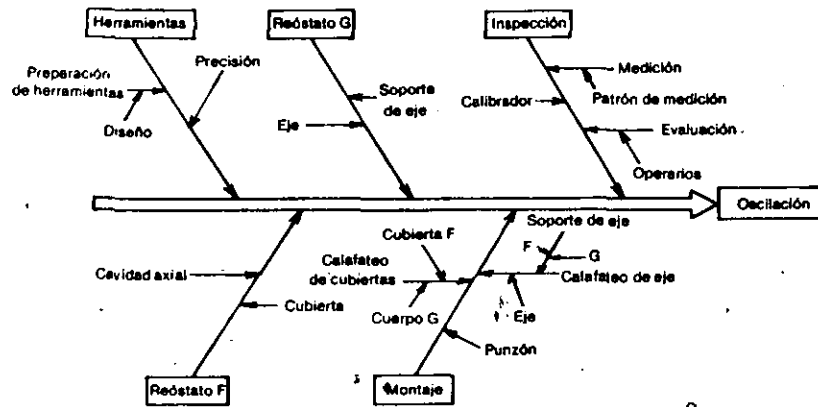 Herramientas
Reóstato G
Inspección
Preparación
de herramientas
Precisión
Diseño
Soporte
de eje
Eje
Medición
Patrón de medición
Calibrador
Evaluación
Operarios
Oscilación
Soporte de eje
Cubierta F
F
G
Calafateo
de cubiertas
Calafateo de eje
Cavidad axial
Cubierta
Cuerpo G
Eje
Punzón
Reóstato F
Montaje